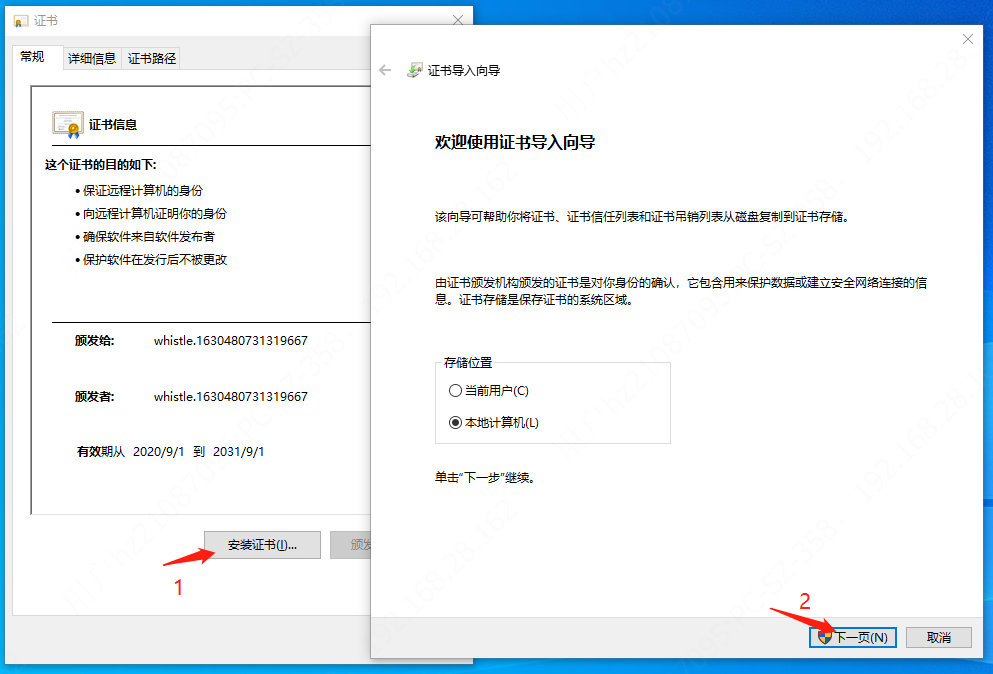 证书
常规
详细信息
证书路径
证书信息
这个证书的目的如下:
• 保证远程计算机的身份
• 向远程计算机证明你的身份
• 确保软件来自软件发布者
• 保护软件在发行后不被更改
颁发给: whistle.1630480731319667
颁发者: whistle.1630480731319667
有效期从 2020/9/1 到 2031/9/1
安装证书(I)...
颁发
1
证书导入向导
欢迎使用证书导入向导
该向导可帮助你将证书、证书信任列表和证书吊销列表从磁盘复制到证书存储。
由证书颁发机构颁发的证书是对你身份的确认，它包含用来保护数据或建立安全网络连接的信
息。证书存储是保存证书的系统区域。
存储位置
当前用户(C)
本地计算机(L)
单击“下一步”继续。
2
下一页(N)
取消